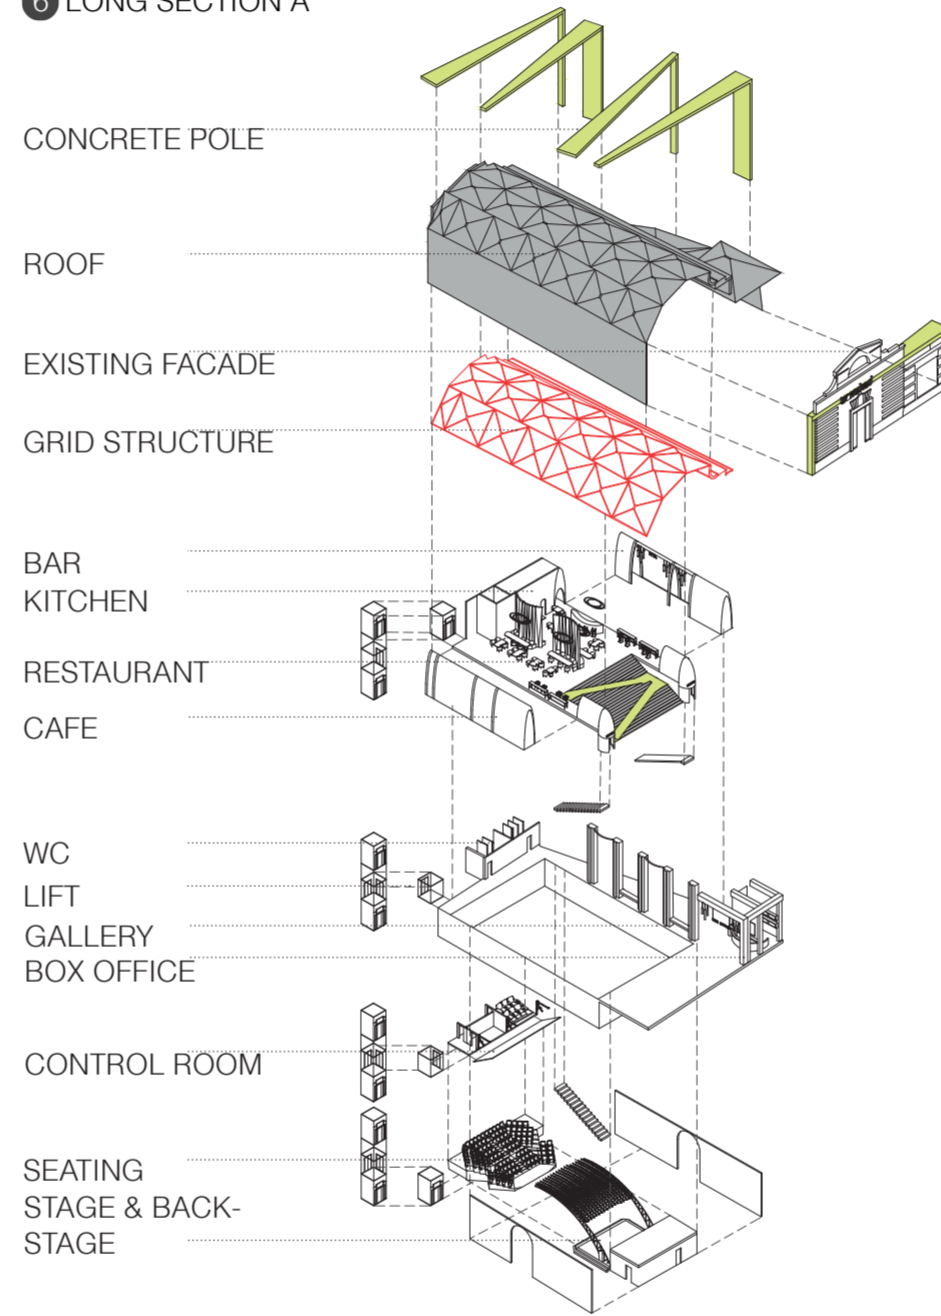 6 LONG SECTION A
CONCRETE POLE
ROOF
EXISTING FACADE
GRID STRUCTURE
BAR
KITCHEN
RESTAURANT
CAFE
WC
LIFT
GALLERY
BOX OFFICE
CONTROL ROOM
SEATING
STAGE & BACK-
STAGE